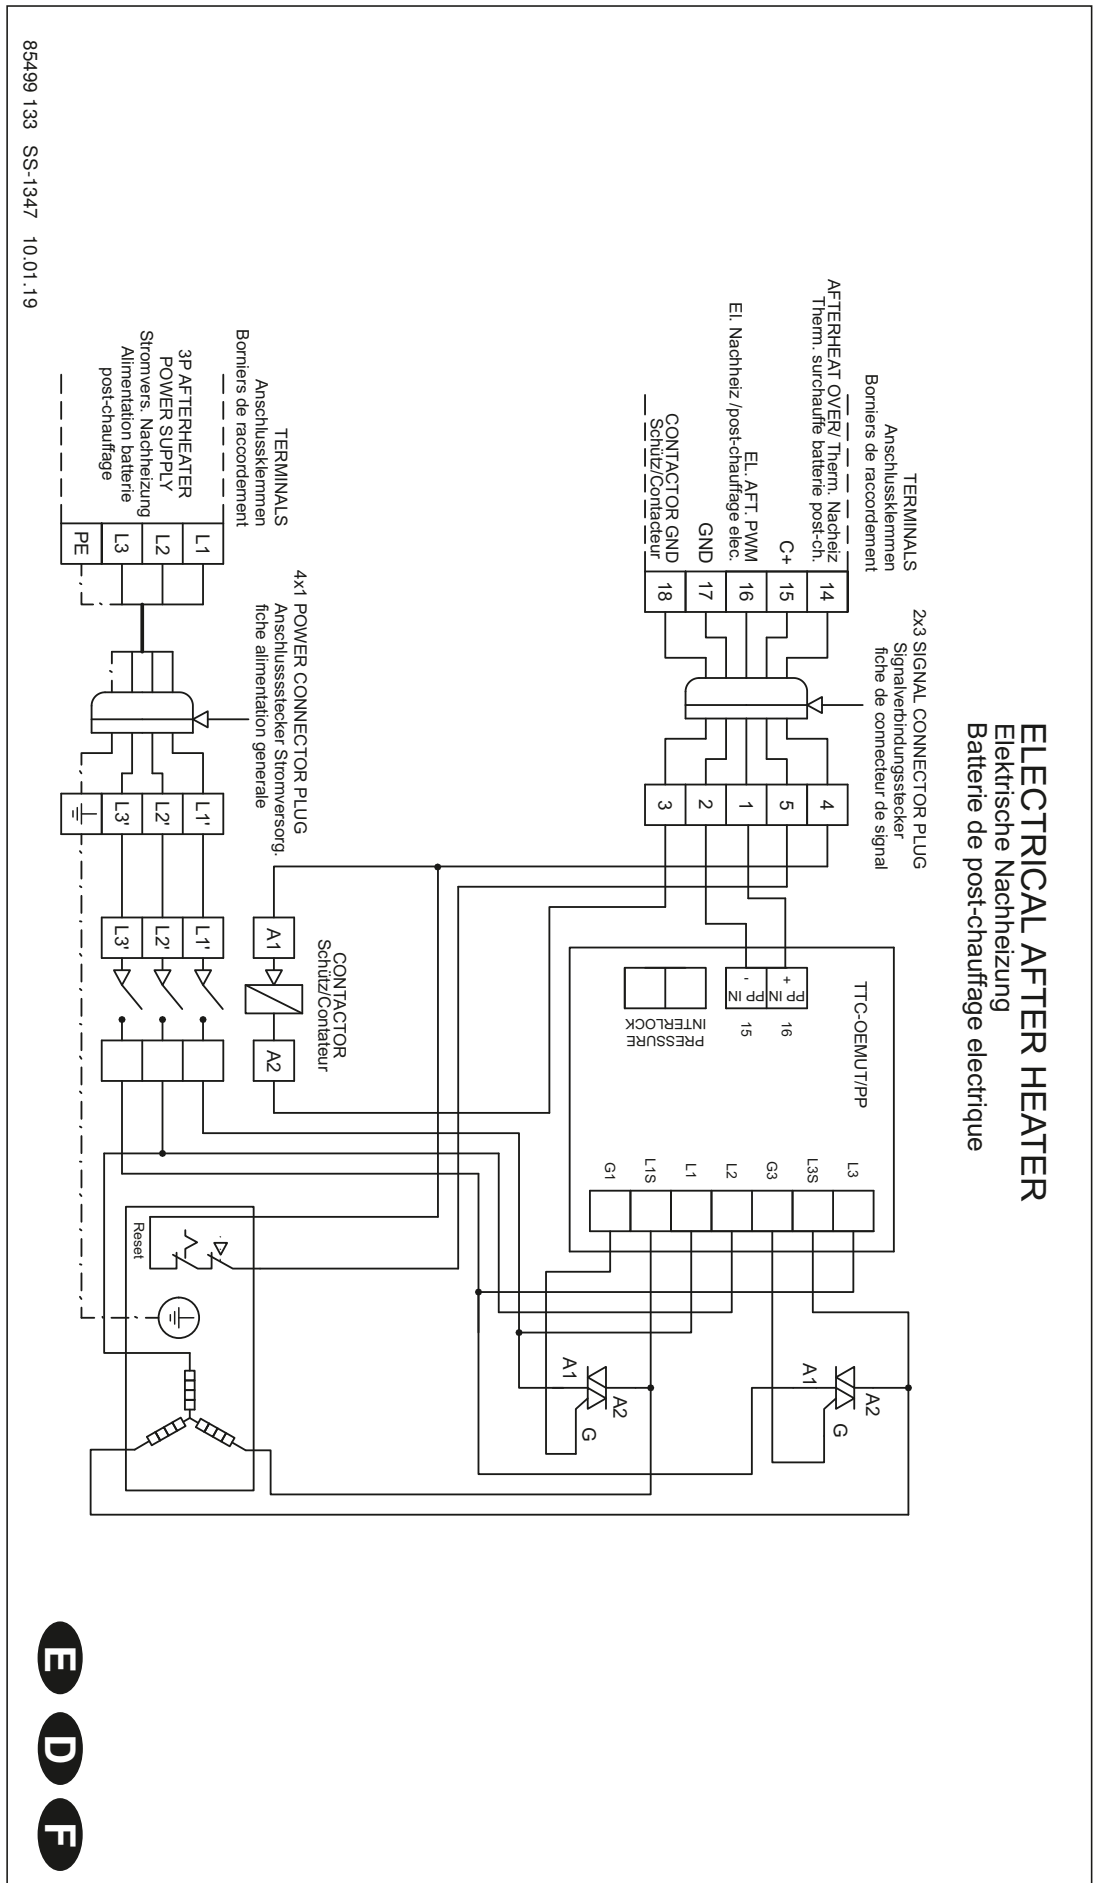 ELECTRICAL AFTER HEATER
Elektrische Nachheizung
Batterie de post-chauffage electrique
TERMINALS
Anschlussklemmen
Borniers de raccordement
2x3 SIGNAL CONNECTOR PLUG
Signalverbindungsstecker
fiche de connecteur de signal
AFTERHEAT OVER/ Therm. Nacheiz
Therm. surchauffe batterie post-ch.
C+
EL. AFT. PWM
El. Nachheiz /post-chauffage elec.
GND
CONTACTOR GND
Schütz/Contacteur
14
15
16
17
18
4
5
1
2
3
TTC-OEMUT/PP
+
PP IN
-
PP IN
16
15
PRESSURE
INTERLOCK
L3
L3S
G3
L2
L1
L1S
G1
A1
A2
G
A1
A2
G
TERMINALS
Anschlussklemmen
Borniers de raccordement
3P AFTERHEATER
POWER SUPPLY
Stromvers. Nachheizung
Alimentation batterie
post-chauffage
L1
L2
L3
PE
4x1 POWER CONNECTOR PLUG
Anschlussstecker Stromversorg.
fiche alimentation generale
L1'
L2'
L3'
CONTACTOR
Schütz/Contateur
A1
A2
L1'
L2'
L3'
Reset
85499 133 SS-1347 10.01.19
E D F